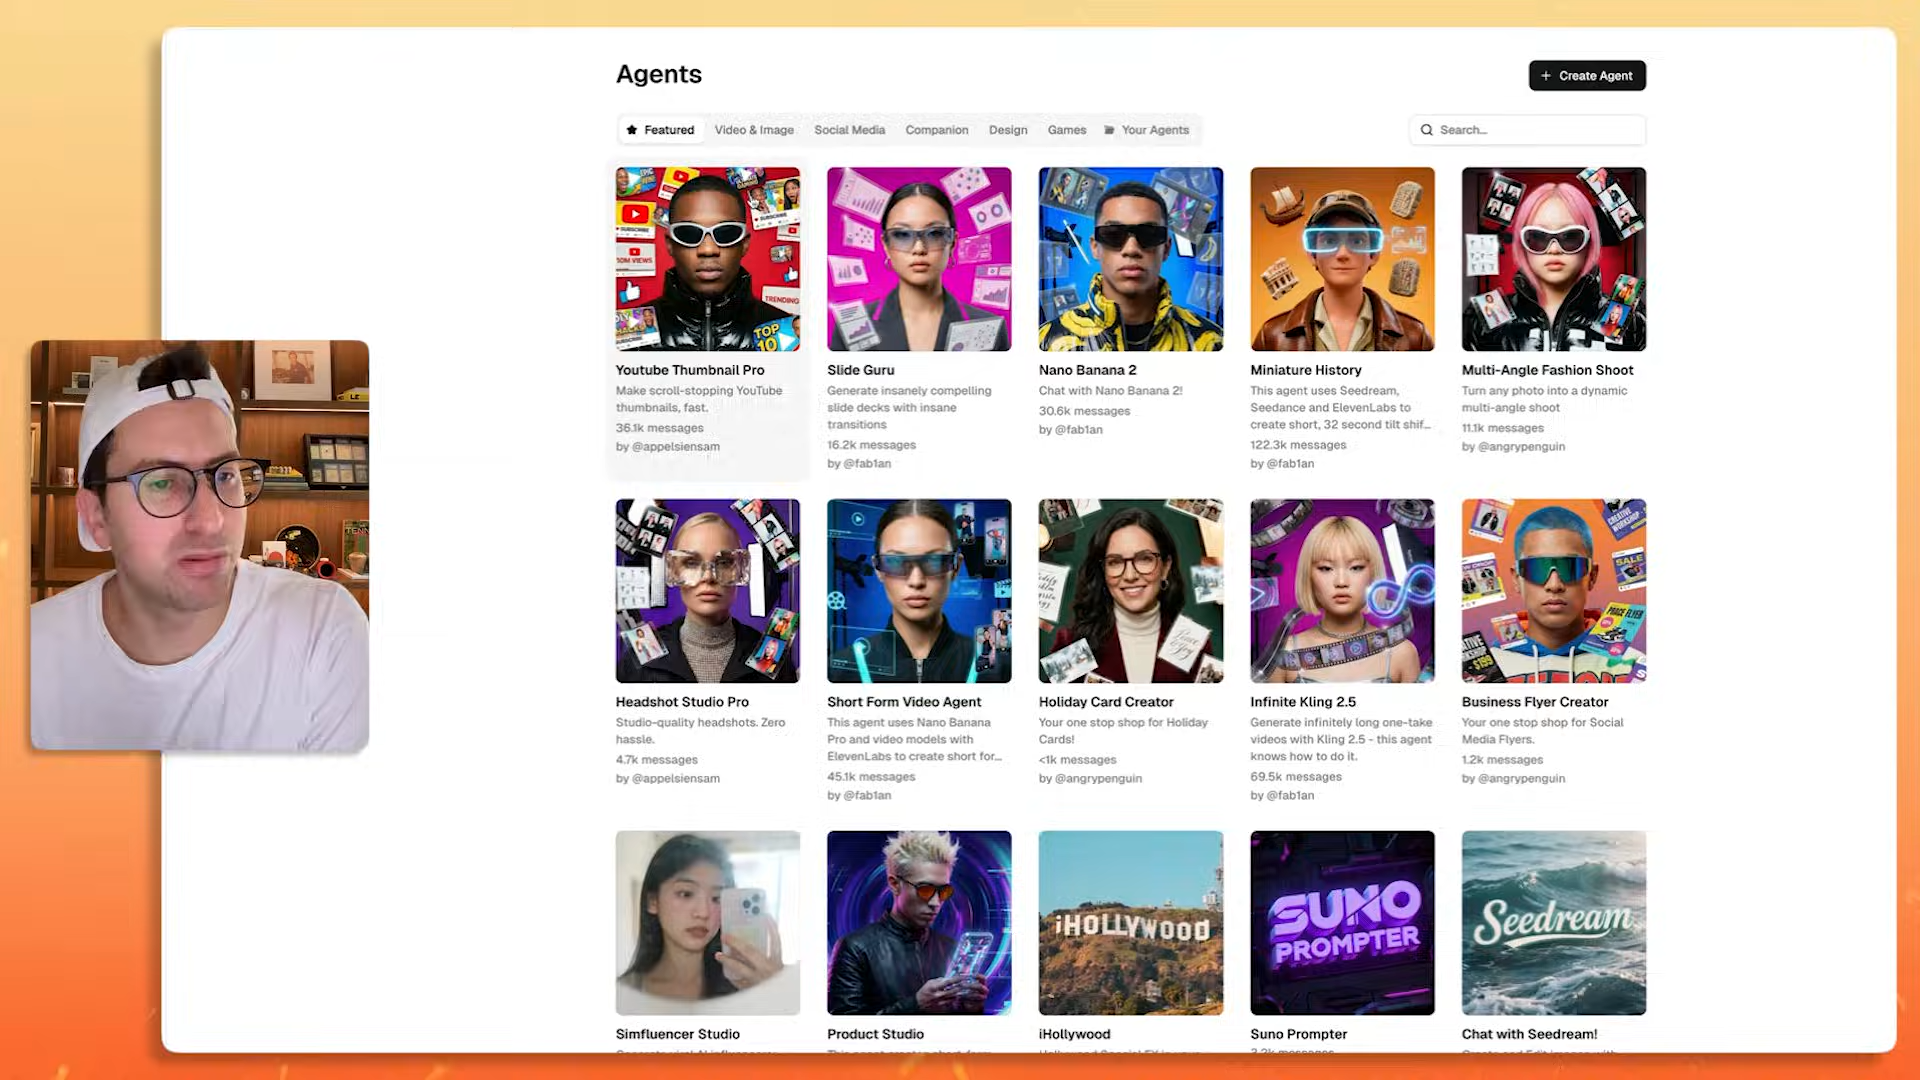 Agents
+ Create Agent
Featured
Video & Image
Social Media
Companion
Design
Games
Your Agents
Search...
SUBSCRIBE
10M VIEWS
TRENDING
TOP 10
Youtube Thumbnail Pro
Make scroll-stopping YouTube
thumbnails, fast.
36.1k messages
by @appelsiensam
Slide Guru
Generate insanely compelling
slide decks with insane
transitions
16.2k messages
by @fab1an
Nano Banana 2
Chat with Nano Banana 2!
30.6k messages
by @fab1an
Miniature History
This agent uses Seedream,
Seedance and ElevenLabs to
create short, 32 second tilt shif...
122.3k messages
by @fab1an
Multi-Angle Fashion Shoot
Turn any photo into a dynamic
multi-angle shoot
11.1k messages
by @angrypenguin
CREATIVE
WORKSHOP
SALE
$199
Headshot Studio Pro
Studio-quality headshots. Zero
hassle.
4.7k messages
by @appelsiensam
Short Form Video Agent
This agent uses Nano Banana
Pro and video models with
ElevenLabs to create short for...
45.1k messages
by @fab1an
Holiday Card Creator
Your one stop shop for Holiday
Cards!
<1k messages
by @angrypenguin
Infinite Kling 2.5
Generate infinitely long one-take
videos with Kling 2.5 - this agent
knows how to do it.
69.5k messages
by @fab1an
Business Flyer Creator
Your one stop shop for Social
Media Flyers.
1.2k messages
by @angrypenguin
iHOLLYWOOD
SUNO
PROMPTER
Seedream
Simfluencer Studio
Product Studio
iHollywood
Suno Prompter
Chat with Seedream!